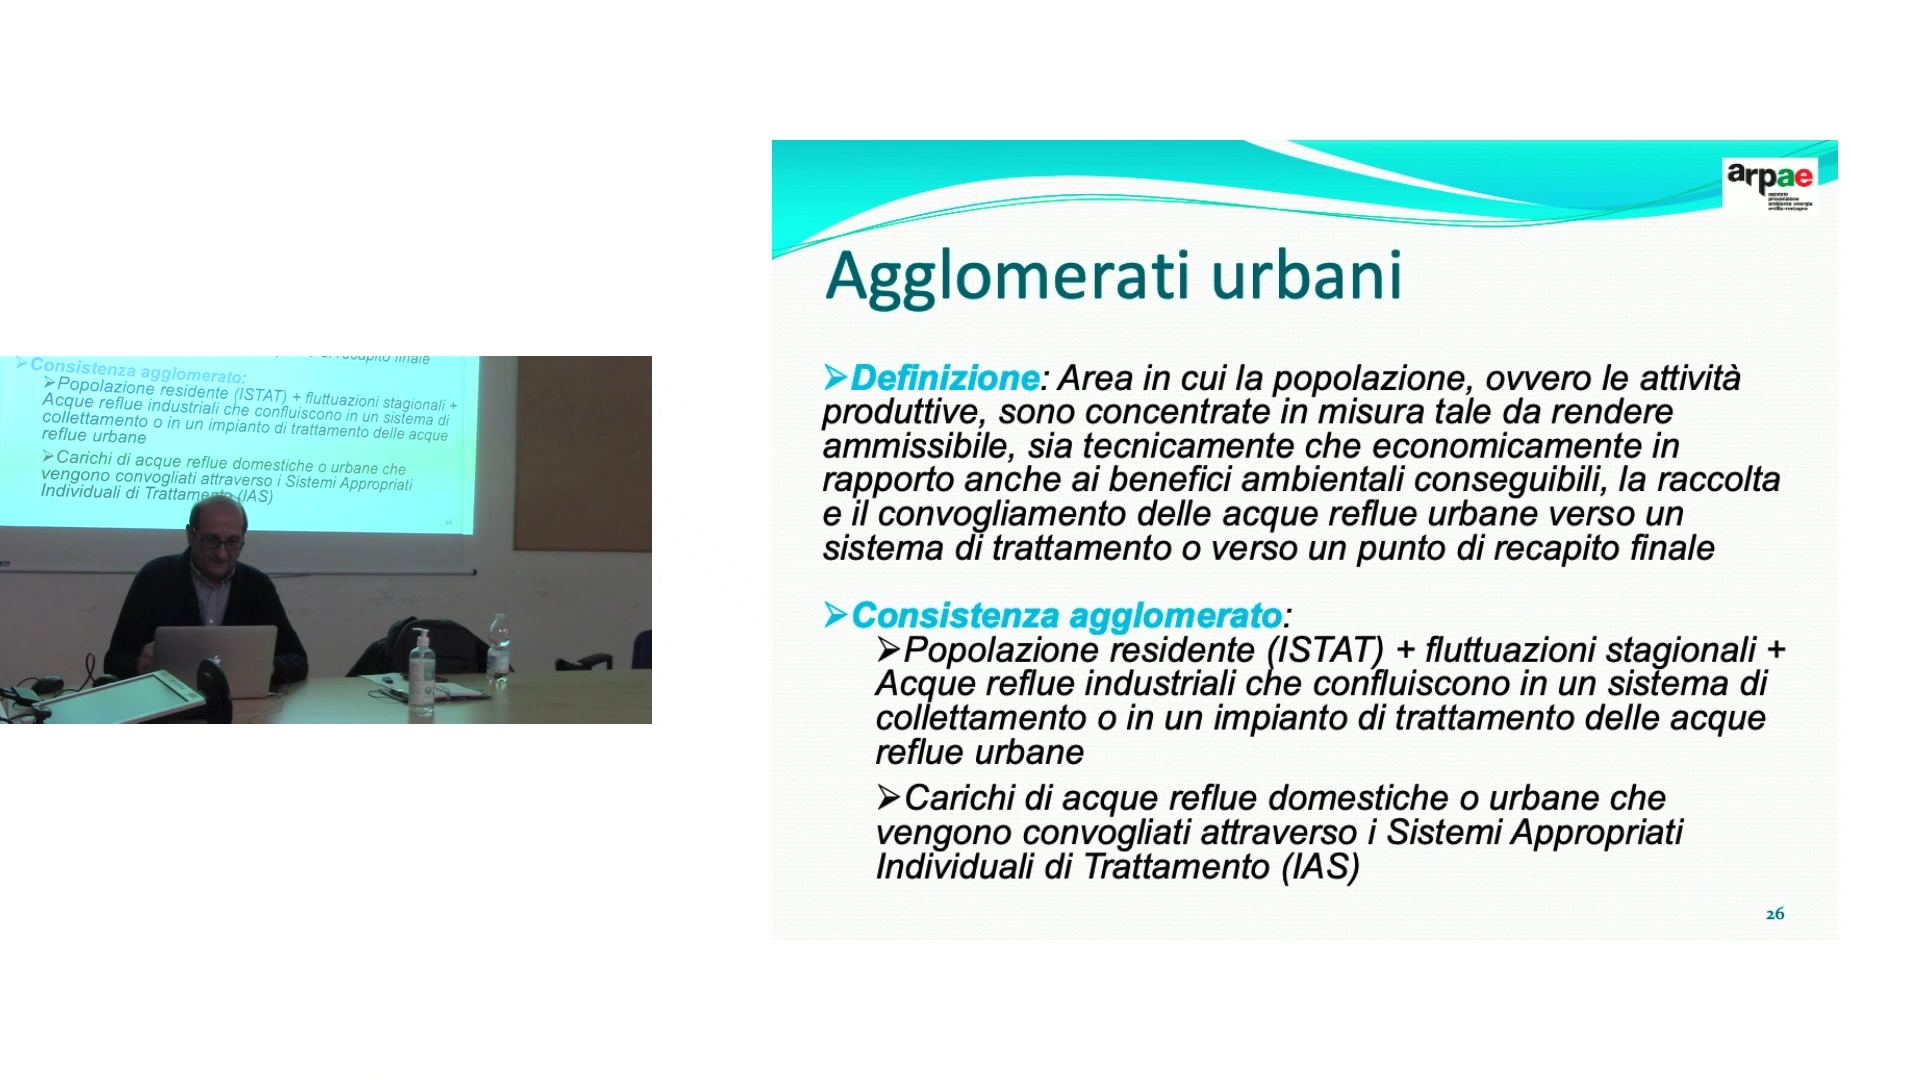 arpae
Agglomerati urbani
➢Definizione: Area in cui la popolazione, ovvero le attività
produttive, sono concentrate in misura tale da rendere
ammissibile, sia tecnicamente che economicamente in
rapporto anche ai benefici ambientali conseguibili, la raccolta
e il convogliamento delle acque reflue urbane verso un
sistema di trattamento o verso un punto di recapito finale
➢Consistenza agglomerato:
➢Popolazione residente (ISTAT) + fluttuazioni stagionali +
Acque reflue industriali che confluiscono in un sistema di
collettamento o in un impianto di trattamento delle acque
reflue urbane
➢Carichi di acque reflue domestiche o urbane che
vengono convogliati attraverso i Sistemi Appropriati
Individuali di Trattamento (IAS)
26
recapito finale
➢Consistenza agglomerato:
➢Popolazione residente (ISTAT) + fluttuazioni stagionali +
Acque reflue industriali che confluiscono in un sistema di
collettamento o in un impianto di trattamento delle acque
reflue urbane
➢Carichi di acque reflue domestiche o urbane che
vengono convogliati attraverso i Sistemi Appropriati
Individuali di Trattamento (IAS)
26